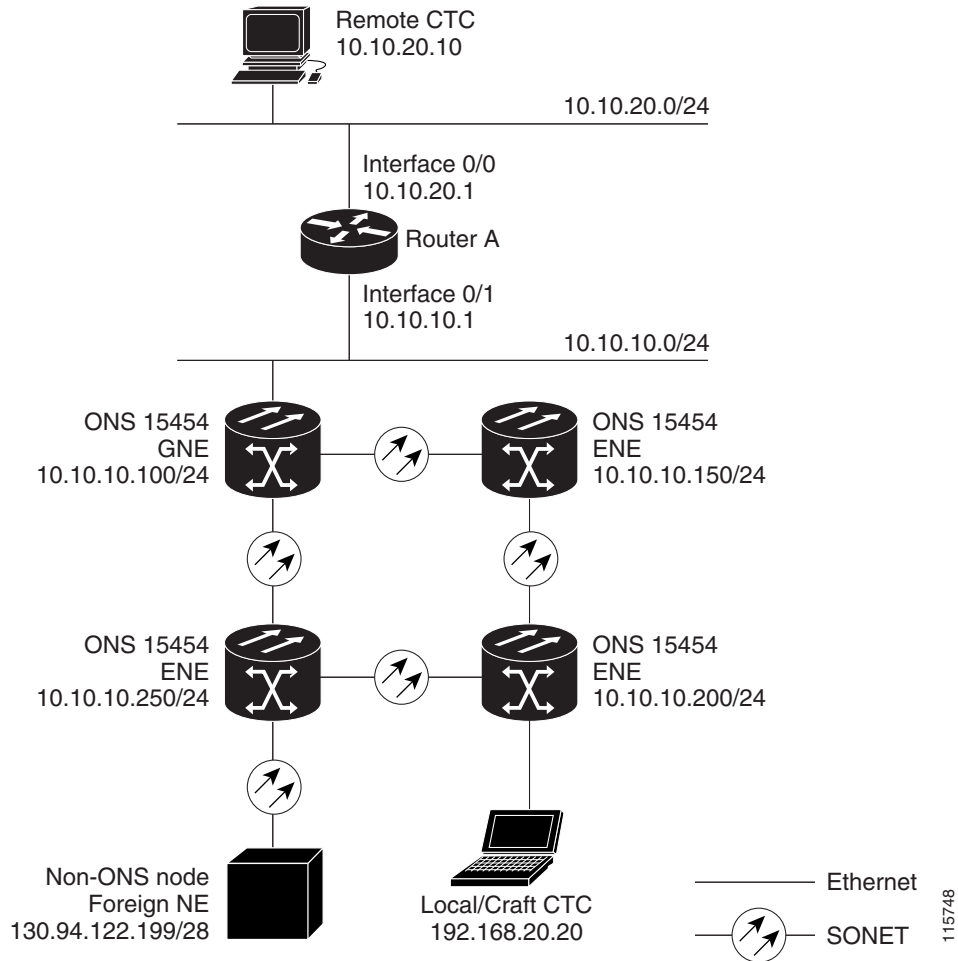 Remote CTC
10.10.20.10
10.10.20.0/24
Interface 0/0
10.10.20.1
Router A
Interface 0/1
10.10.10.1
10.10.10.0/24
ONS 15454
GNE
10.10.10.100/24
ONS 15454
ENE
10.10.10.150/24
ONS 15454
ENE
10.10.10.250/24
ONS 15454
ENE
10.10.10.200/24
Non-ONS node
Foreign NE
130.94.122.199/28
Local/Craft CTC
192.168.20.20
Ethernet
SONET
115748